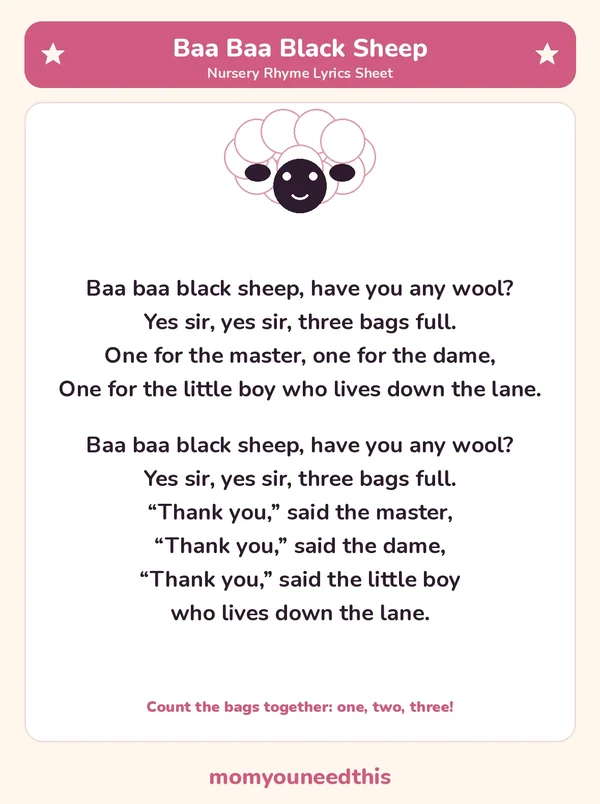 Baa Baa Black Sheep
Nursery Rhyme Lyrics Sheet
Baa baa black sheep, have you any wool?
Yes sir, yes sir, three bags full.
One for the master, one for the dame,
One for the little boy who lives down the lane.
Baa baa black sheep, have you any wool?
Yes sir, yes sir, three bags full.
“Thank you,” said the master,
“Thank you,” said the dame,
“Thank you,” said the little boy
who lives down the lane.
Count the bags together: one, two, three!
momyouneedthis